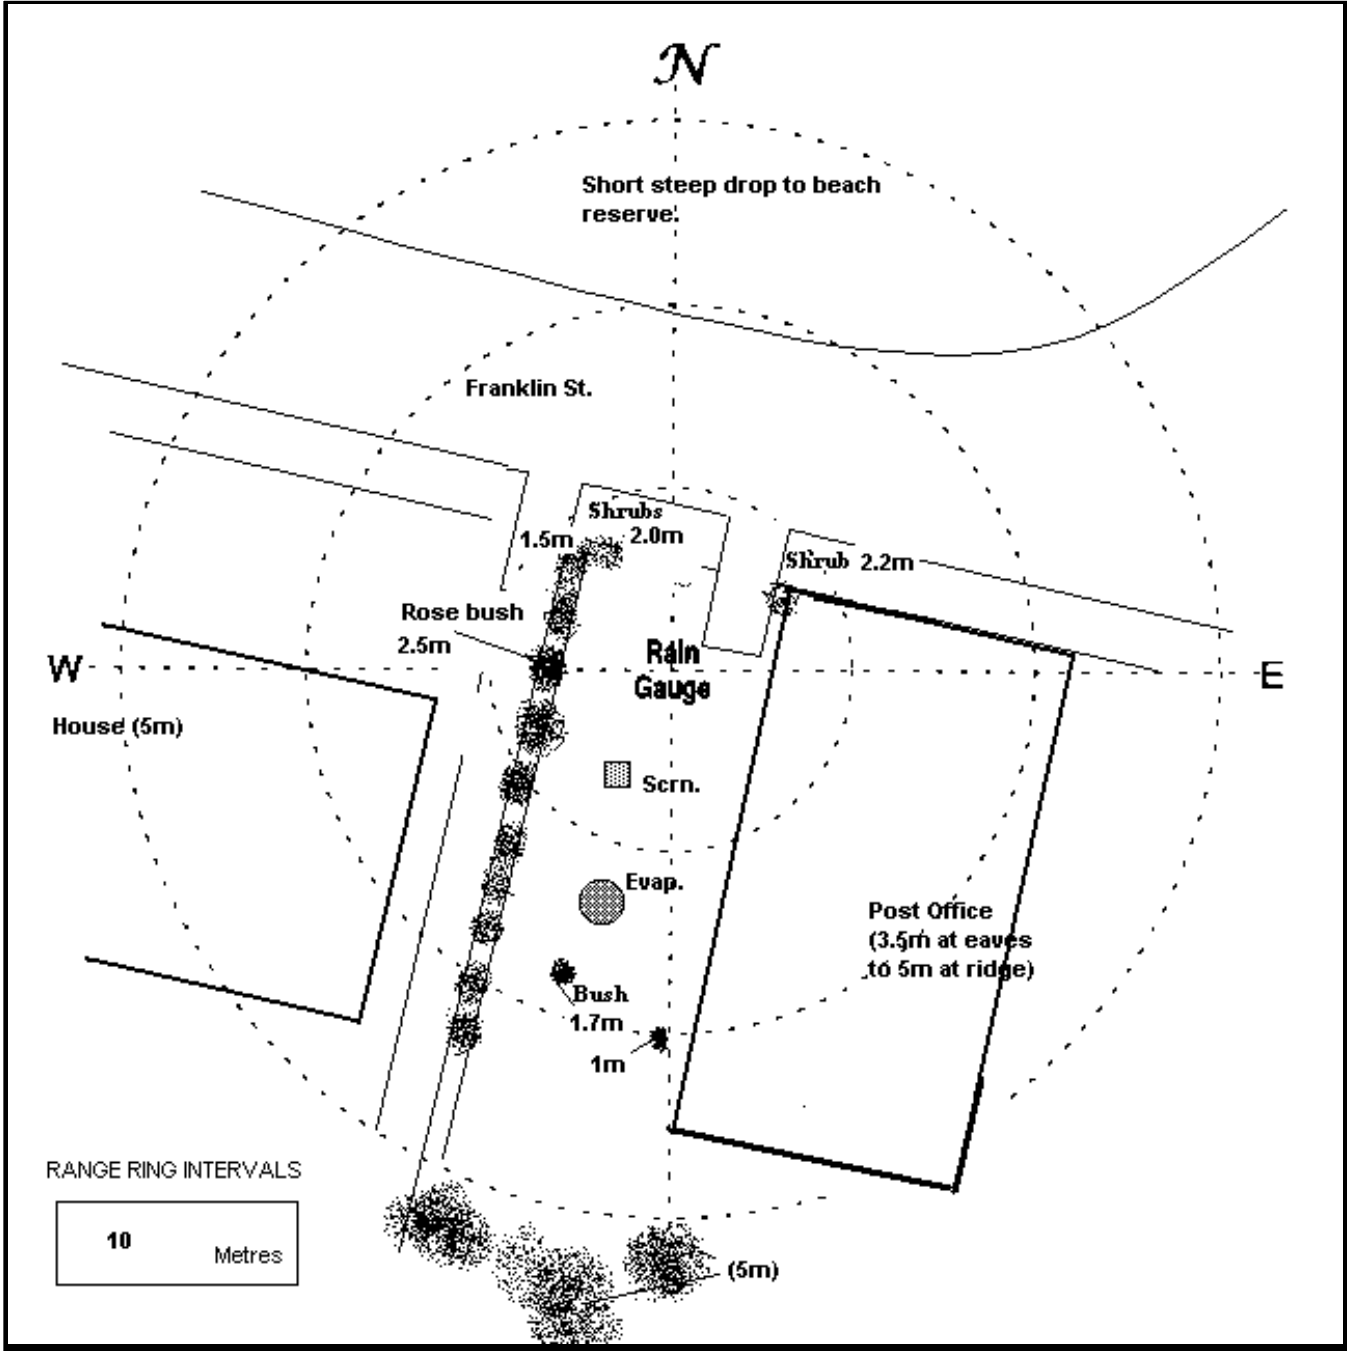 N
Short steep drop to beach
reserve.
Franklin St.
Shrubs
1.5m
2.0m
Shrub 2.2m
Rose bush
2.5m
Rain
Gauge
W
E
House (5m)
Scrn.
Evap.
Post Office
(3.5m at eaves
to 5m at ridge)
Bush
1.7m
1m
RANGE RING INTERVALS
10
Metres
(5m)